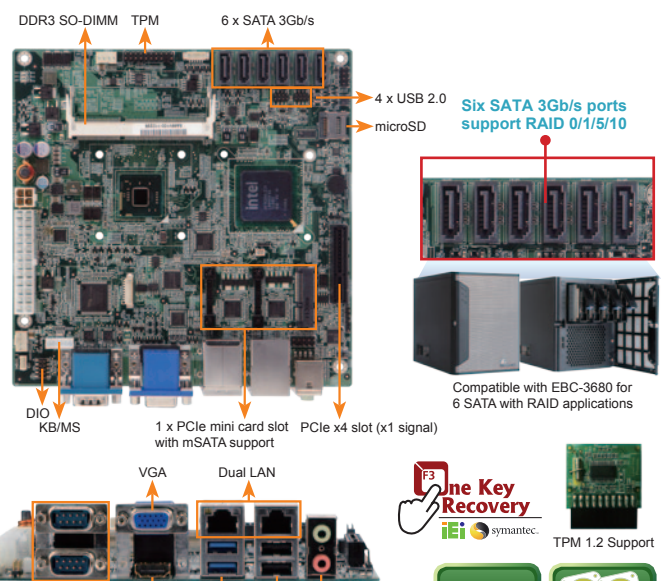 DDR3 SO-DIMM
TPM
6 x SATA 3Gb/s
4 x USB 2.0
microSD
Six SATA 3Gb/s ports
support RAID 0/1/5/10
intel
Compatible with EBC-3680 for
6 SATA with RAID applications
DIO
KB/MS
1 x PCIe mini card slot
with mSATA support
PCIe x4 slot (x1 signal)
VGA
Dual LAN
F3
ne Key
Recovery
iEi
symantec.
TPM 1.2 Support